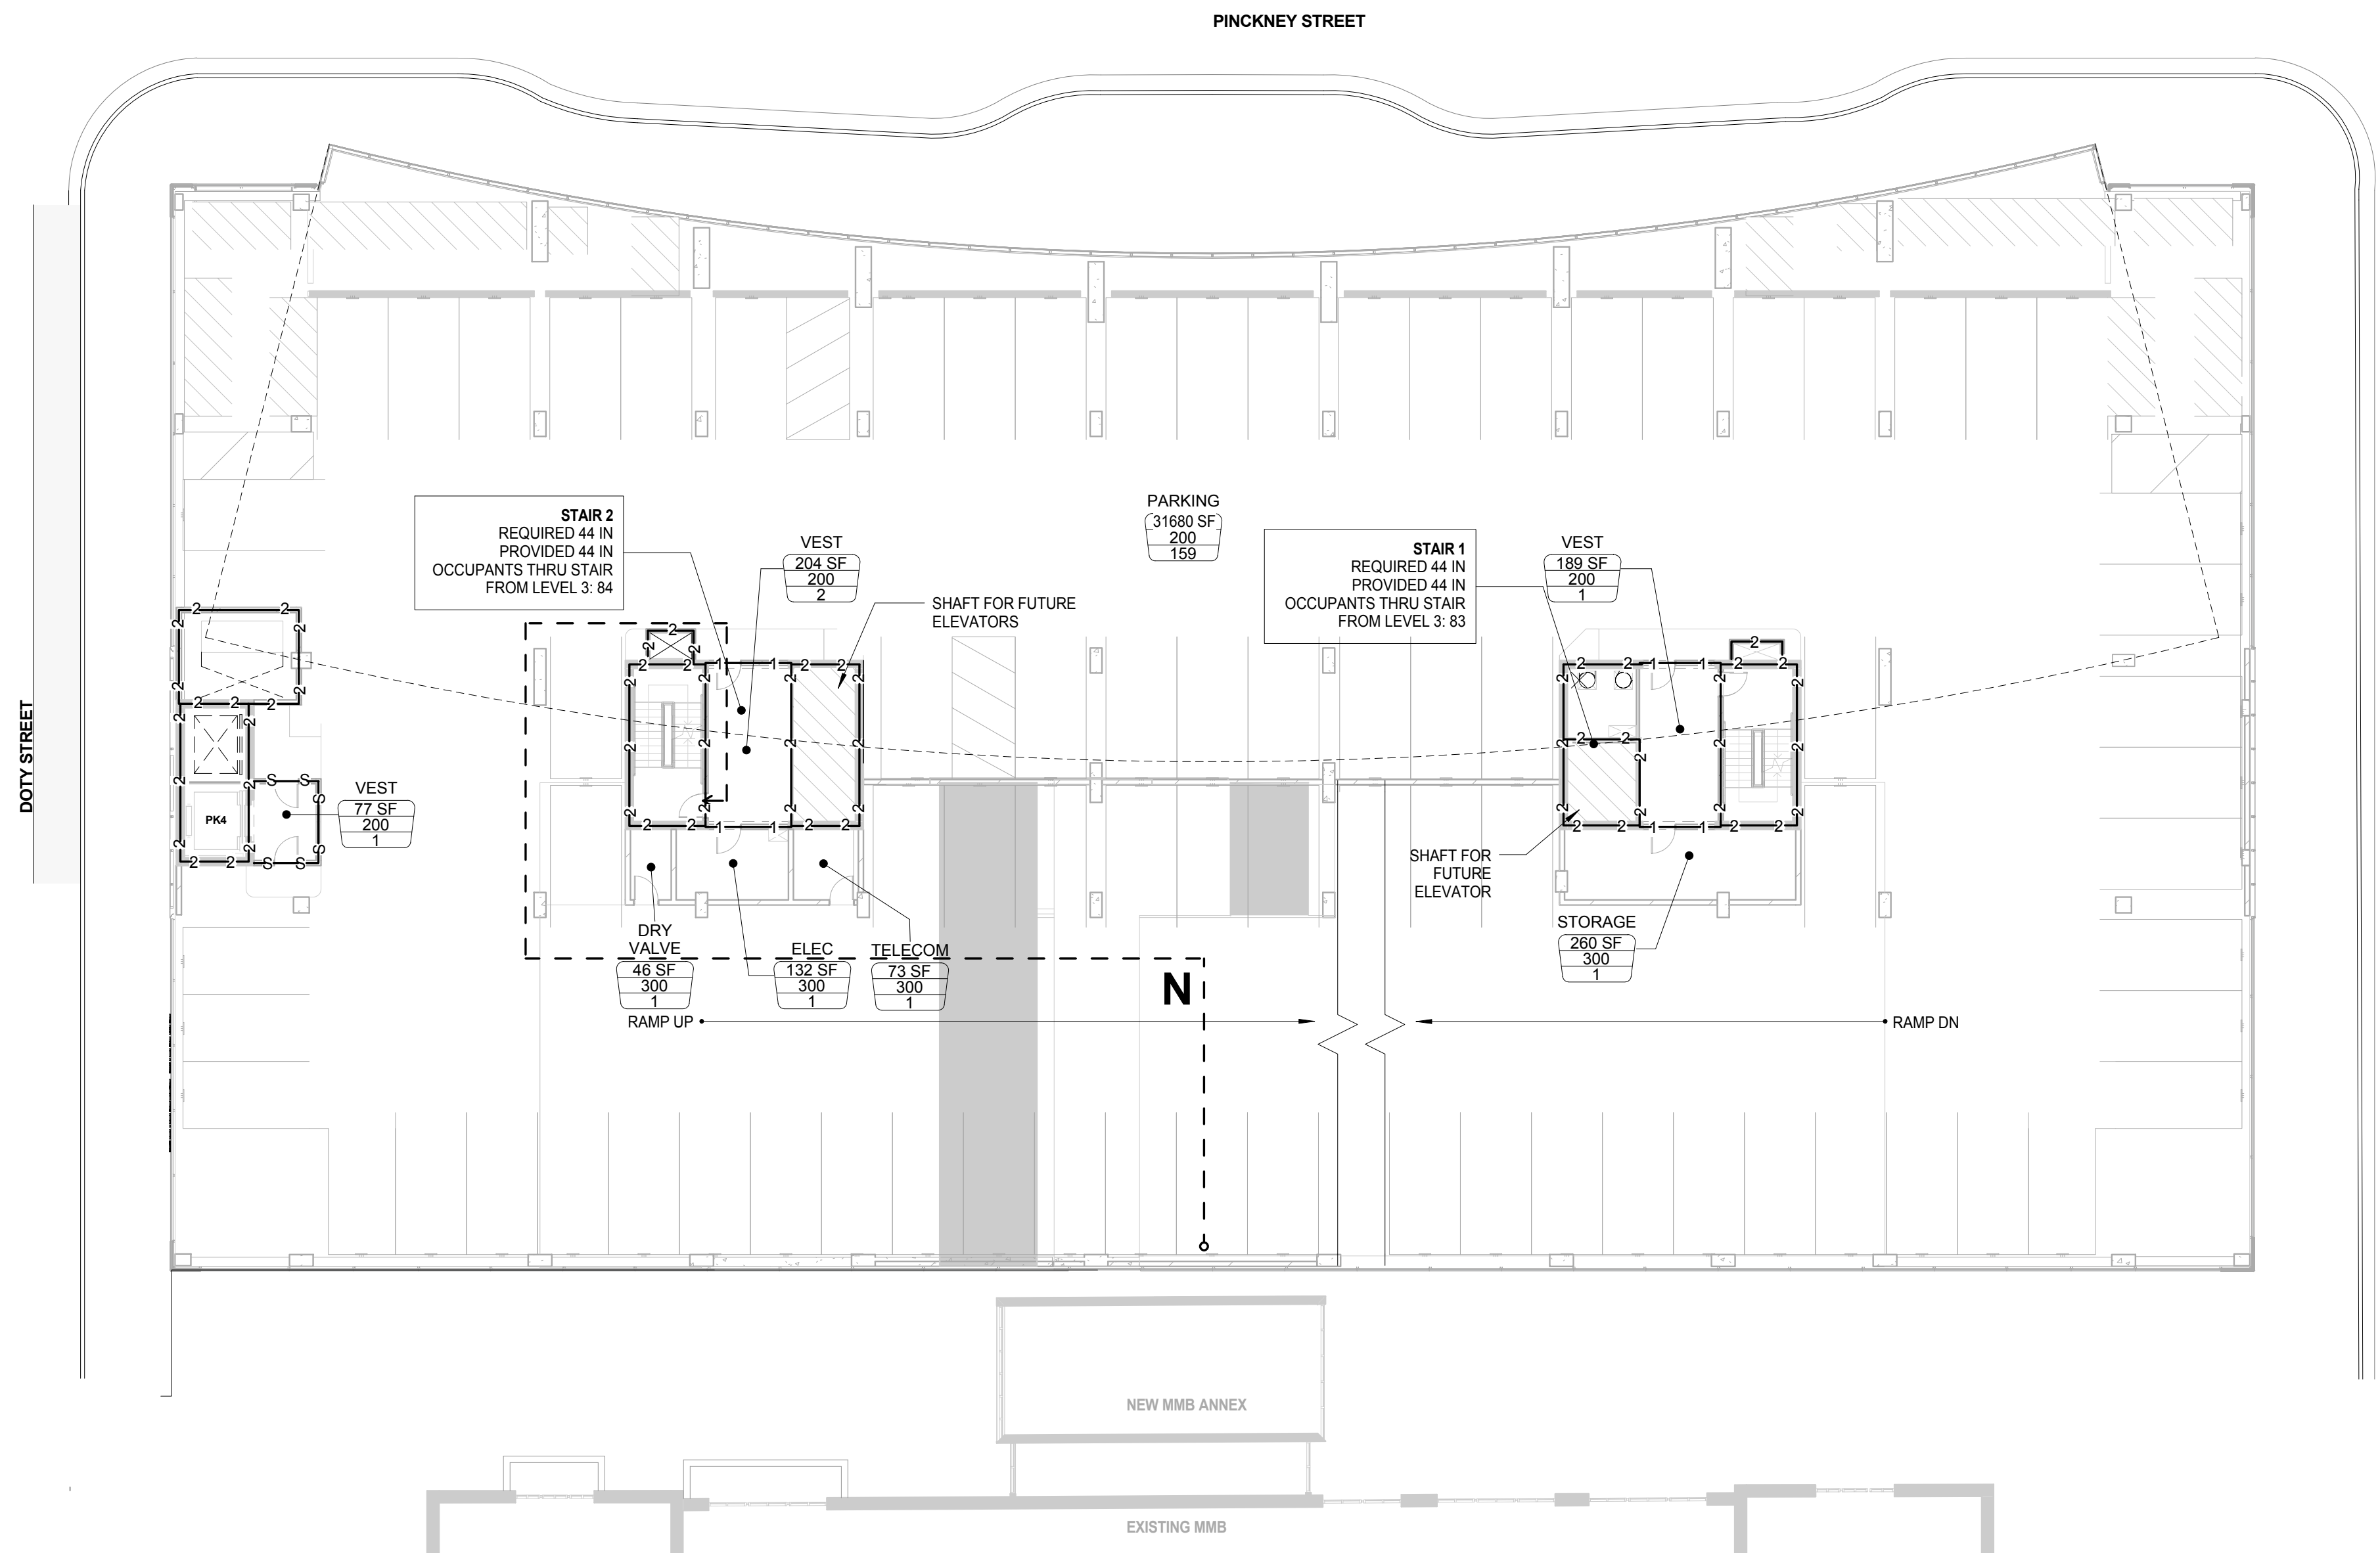 PINCKNEY STREET
DOTY STREET
STAIR 2
REQUIRED 44 IN
PROVIDED 44 IN
OCCUPANTS THRU STAIR
FROM LEVEL 3: 84
VEST
204 SF
200
2
SHAFT FOR FUTURE
ELEVATORS
PARKING
31680 SF
200
159
STAIR 1
REQUIRED 44 IN
PROVIDED 44 IN
OCCUPANTS THRU STAIR
FROM LEVEL 3: 83
VEST
189 SF
200
1
VEST
77 SF
200
1
PK4
SHAFT FOR
FUTURE
ELEVATOR
DRY
VALVE
46 SF
300
1
ELEC
132 SF
300
1
TELECOM
73 SF
300
1
STORAGE
260 SF
300
1
N
RAMP UP
RAMP DN
NEW MMB ANNEX
EXISTING MMB